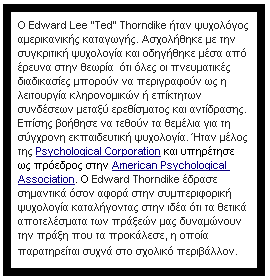 Ο Edward Lee "Ted" Thorndike ήταν ψυχολόγος
αμερικανικής καταγωγής. Ασχολήθηκε με την
συγκριτική ψυχολογία και οδηγήθηκε μέσα από
έρευνα στην θεωρία ότι όλες οι πνευματικές
διαδικασίες μπορούν να περιγραφούν ως η
λειτουργία κληρονομικών ή επίκτητων
συνδέσεων μεταξύ ερεθίσματος και αντίδρασης.
Επίσης βοήθησε να τεθούν τα θεμέλια για τη
σύγχρονη εκπαιδευτική ψυχολογία. Ήταν μέλος
της Psychological Corporation και υπηρέτησε
ως πρόεδρος στην American Psychological
Association. Ο Edward Thorndike έδρασε
σημαντικά όσον αφορά στην συμπεριφορική
ψυχολογία καταλήγοντας στην ιδέα ότι τα θετικά
αποτελέσματα των πράξεών μας δυναμώνουν
την πράξη που τα προκάλεσε, η οποία
παρατηρείται συχνά στο σχολικό περιβάλλον.